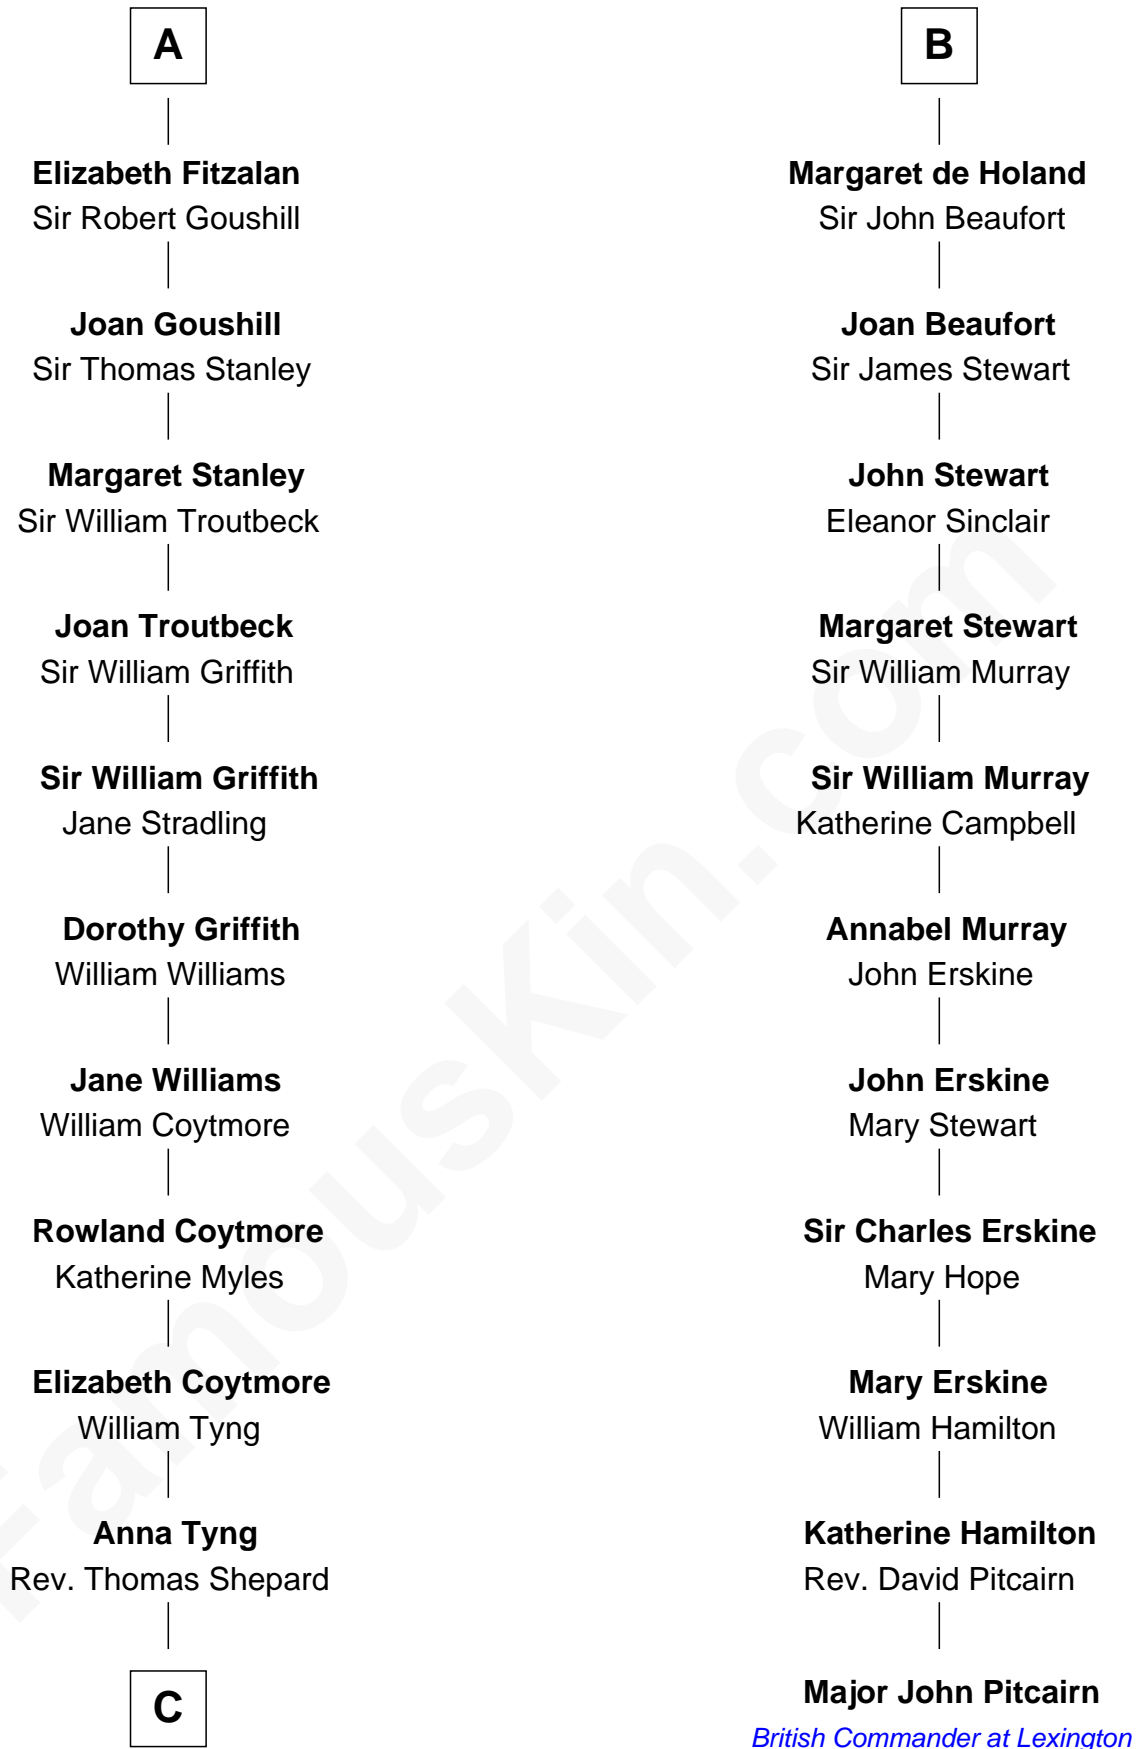 A
Elizabeth Fitzalan
Sir Robert Goushill
Joan Goushill
Sir Thomas Stanley
Margaret Stanley
Sir William Troutbeck
Joan Troutbeck
Sir William Griffith
Sir William Griffith
Jane Stradling
Dorothy Griffith
William Williams
Jane Williams
William Coytmore
Rowland Coytmore
Katherine Myles
Elizabeth Coytmore
William Tyng
Anna Tyng
Rev. Thomas Shepard
C
B
Margaret de Holand
Sir John Beaufort
Joan Beaufort
Sir James Stewart
John Stewart
Eleanor Sinclair
Margaret Stewart
Sir William Murray
Sir William Murray
Katherine Campbell
Annabel Murray
John Erskine
John Erskine
Mary Stewart
Sir Charles Erskine
Mary Hope
Mary Erskine
William Hamilton
Katherine Hamilton
Rev. David Pitcairn
Major John Pitcairn
British Commander at Lexington
FamousKin.com